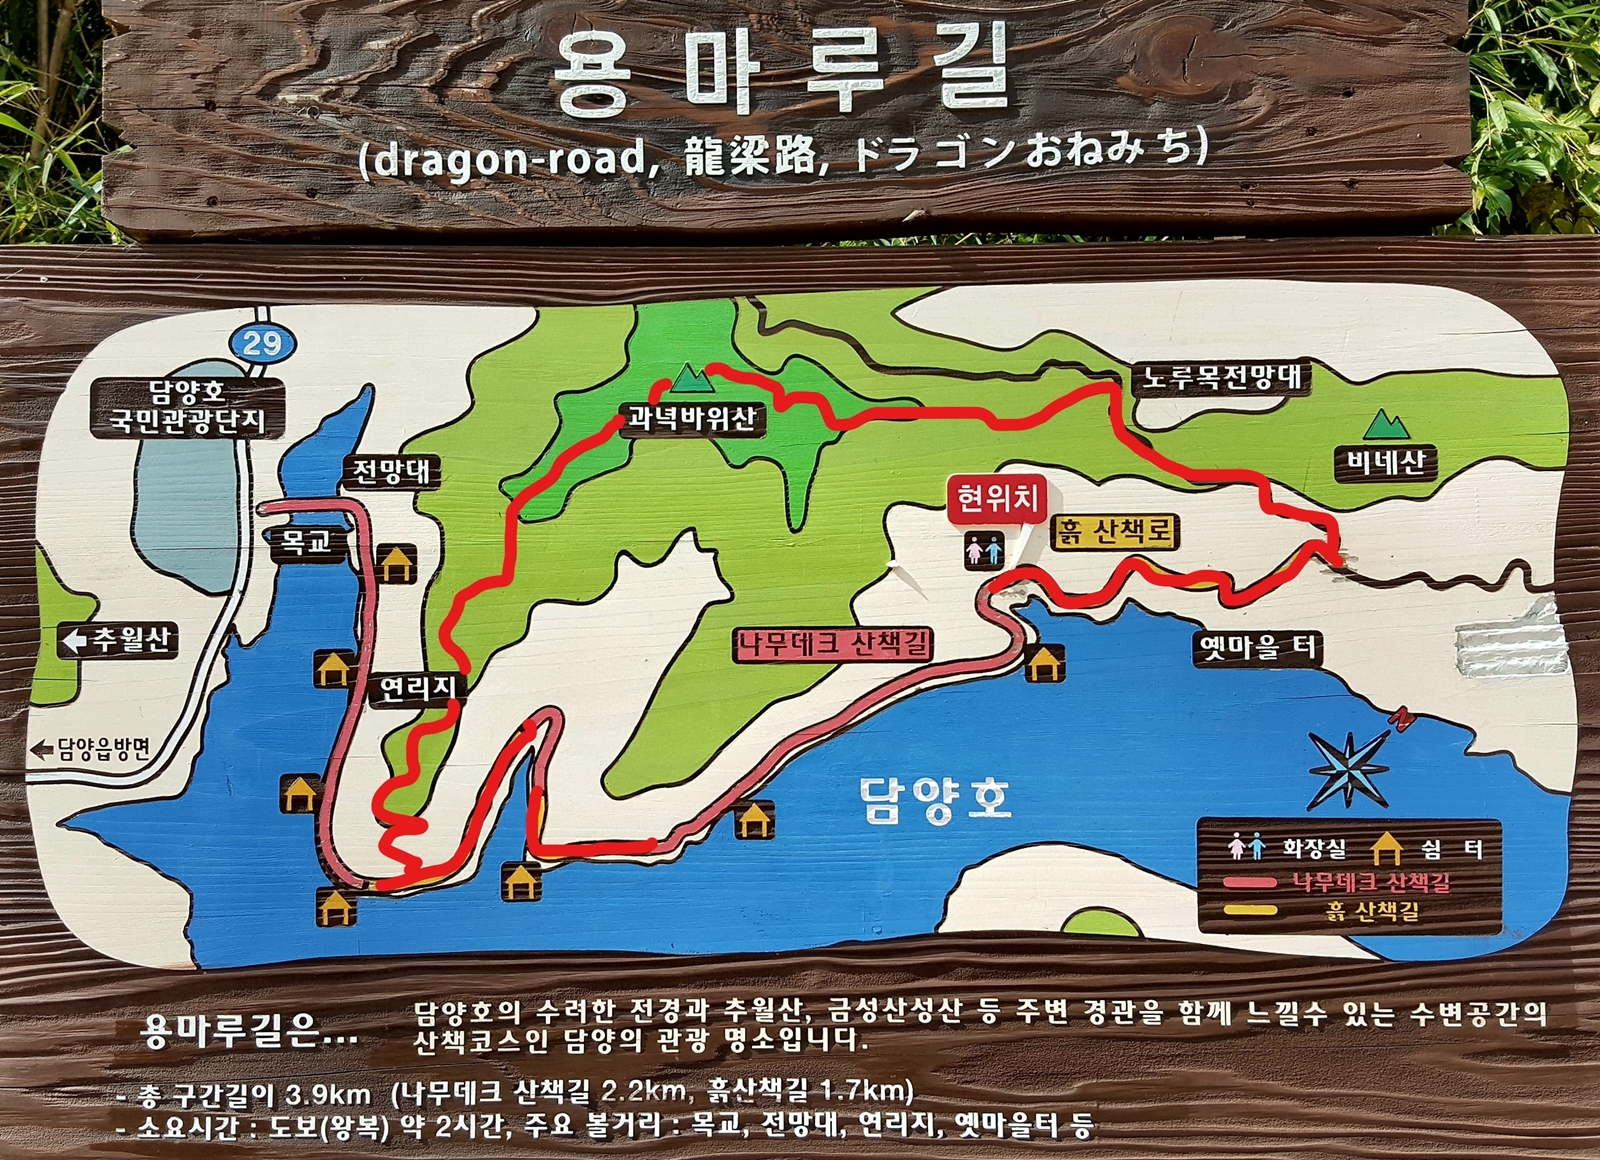 용마루길
(dragon-road, 龍梁路, ドラゴンおねみち)
29
담양호
국민관광단지
전망대
목교
추월산
담양읍방면
연리지
과녁바위산
노루목전망대
비네산
현위치
흙 산책로
나무데크 산책길
옛마을 터
담양호
N
화장실 쉼 터
나무데크 산책길
흙 산책길
용마루길은...
담양호의 수려한 전경과 추월산, 금성산성산 등 주변 경관을 함께 느낄수 있는 수변공간의
산책코스인 담양의 관광 명소입니다.
- 총 구간길이 3.9km (나무데크 산책길 2.2km, 흙산책길 1.7km)
- 소요시간 : 도보(왕복) 약 2시간, 주요 볼거리 : 목교, 전망대, 연리지, 옛마을터 등